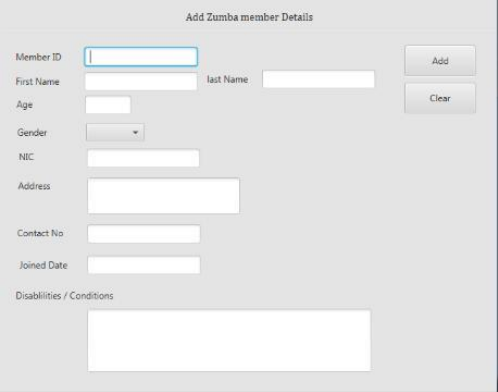 Add Zumba member Details
Member ID
Add
First Name
last Name
Clear
Age
Gender
NIC
Address
Contact No
Joined Date
Disablilities / Conditions